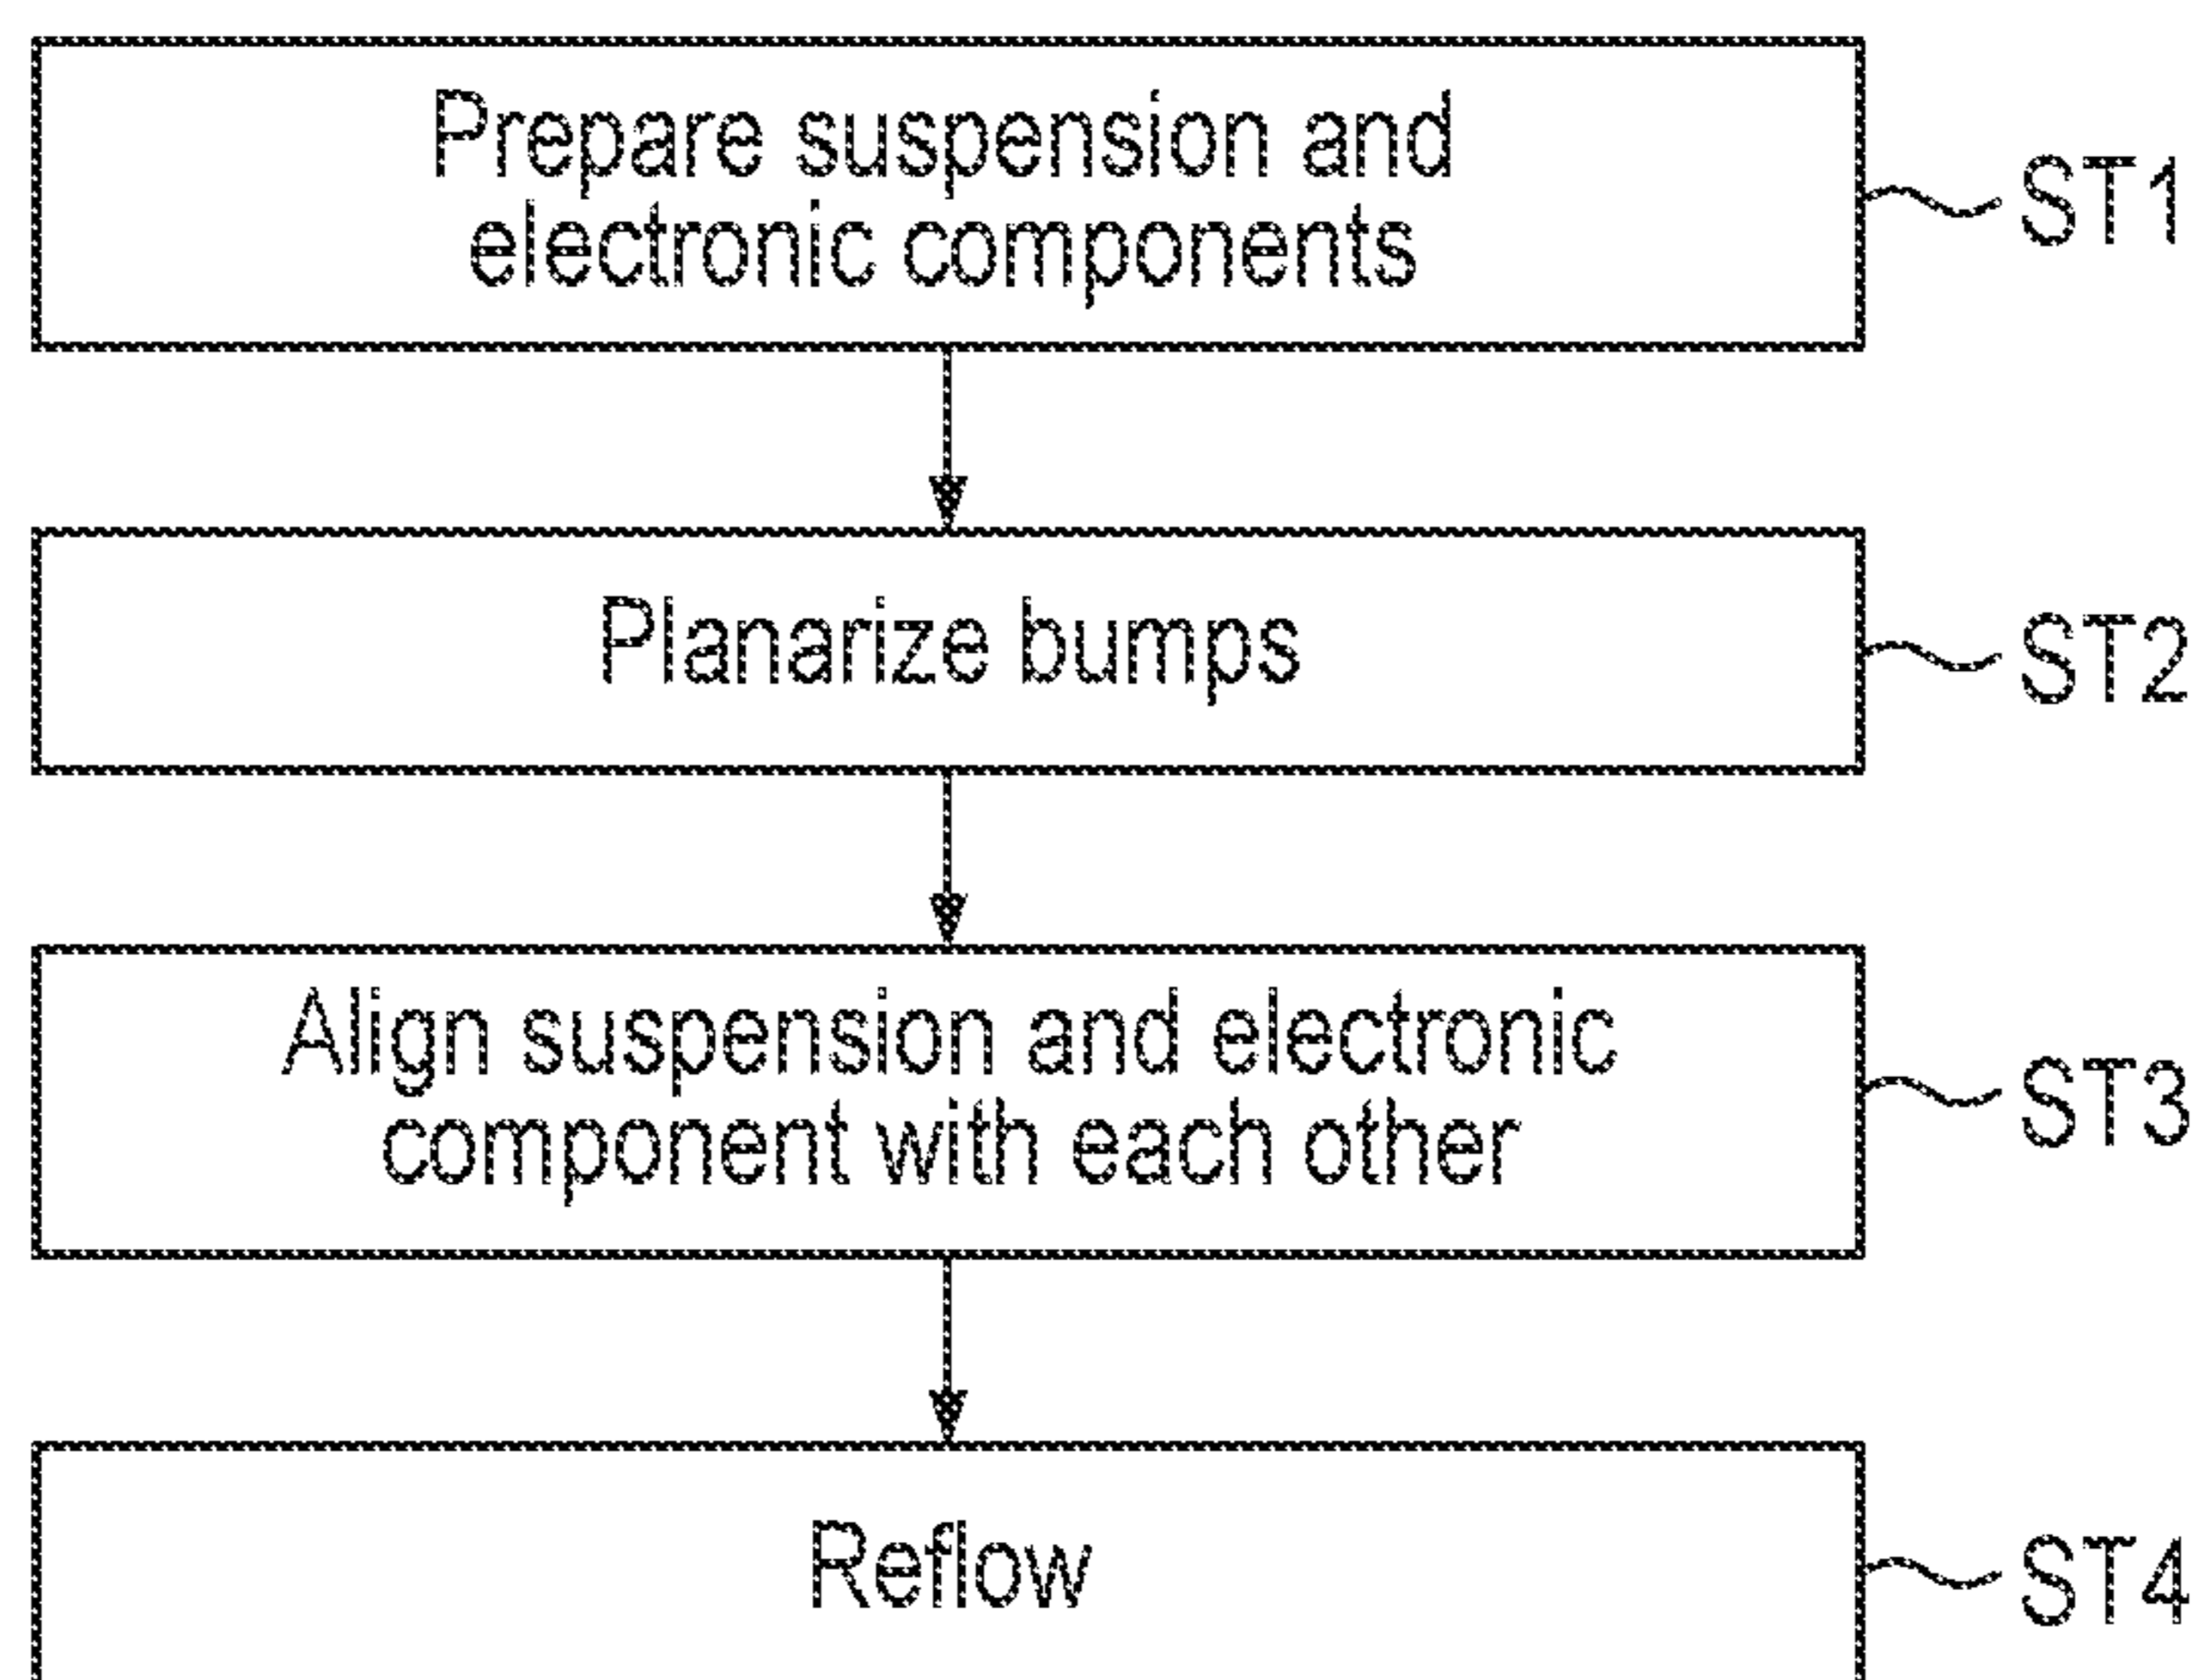 Prepare suspension and
electronic components
ST1
Planarize bumps
ST2
Align suspension and electronic
component with each other
ST3
Reflow
ST4